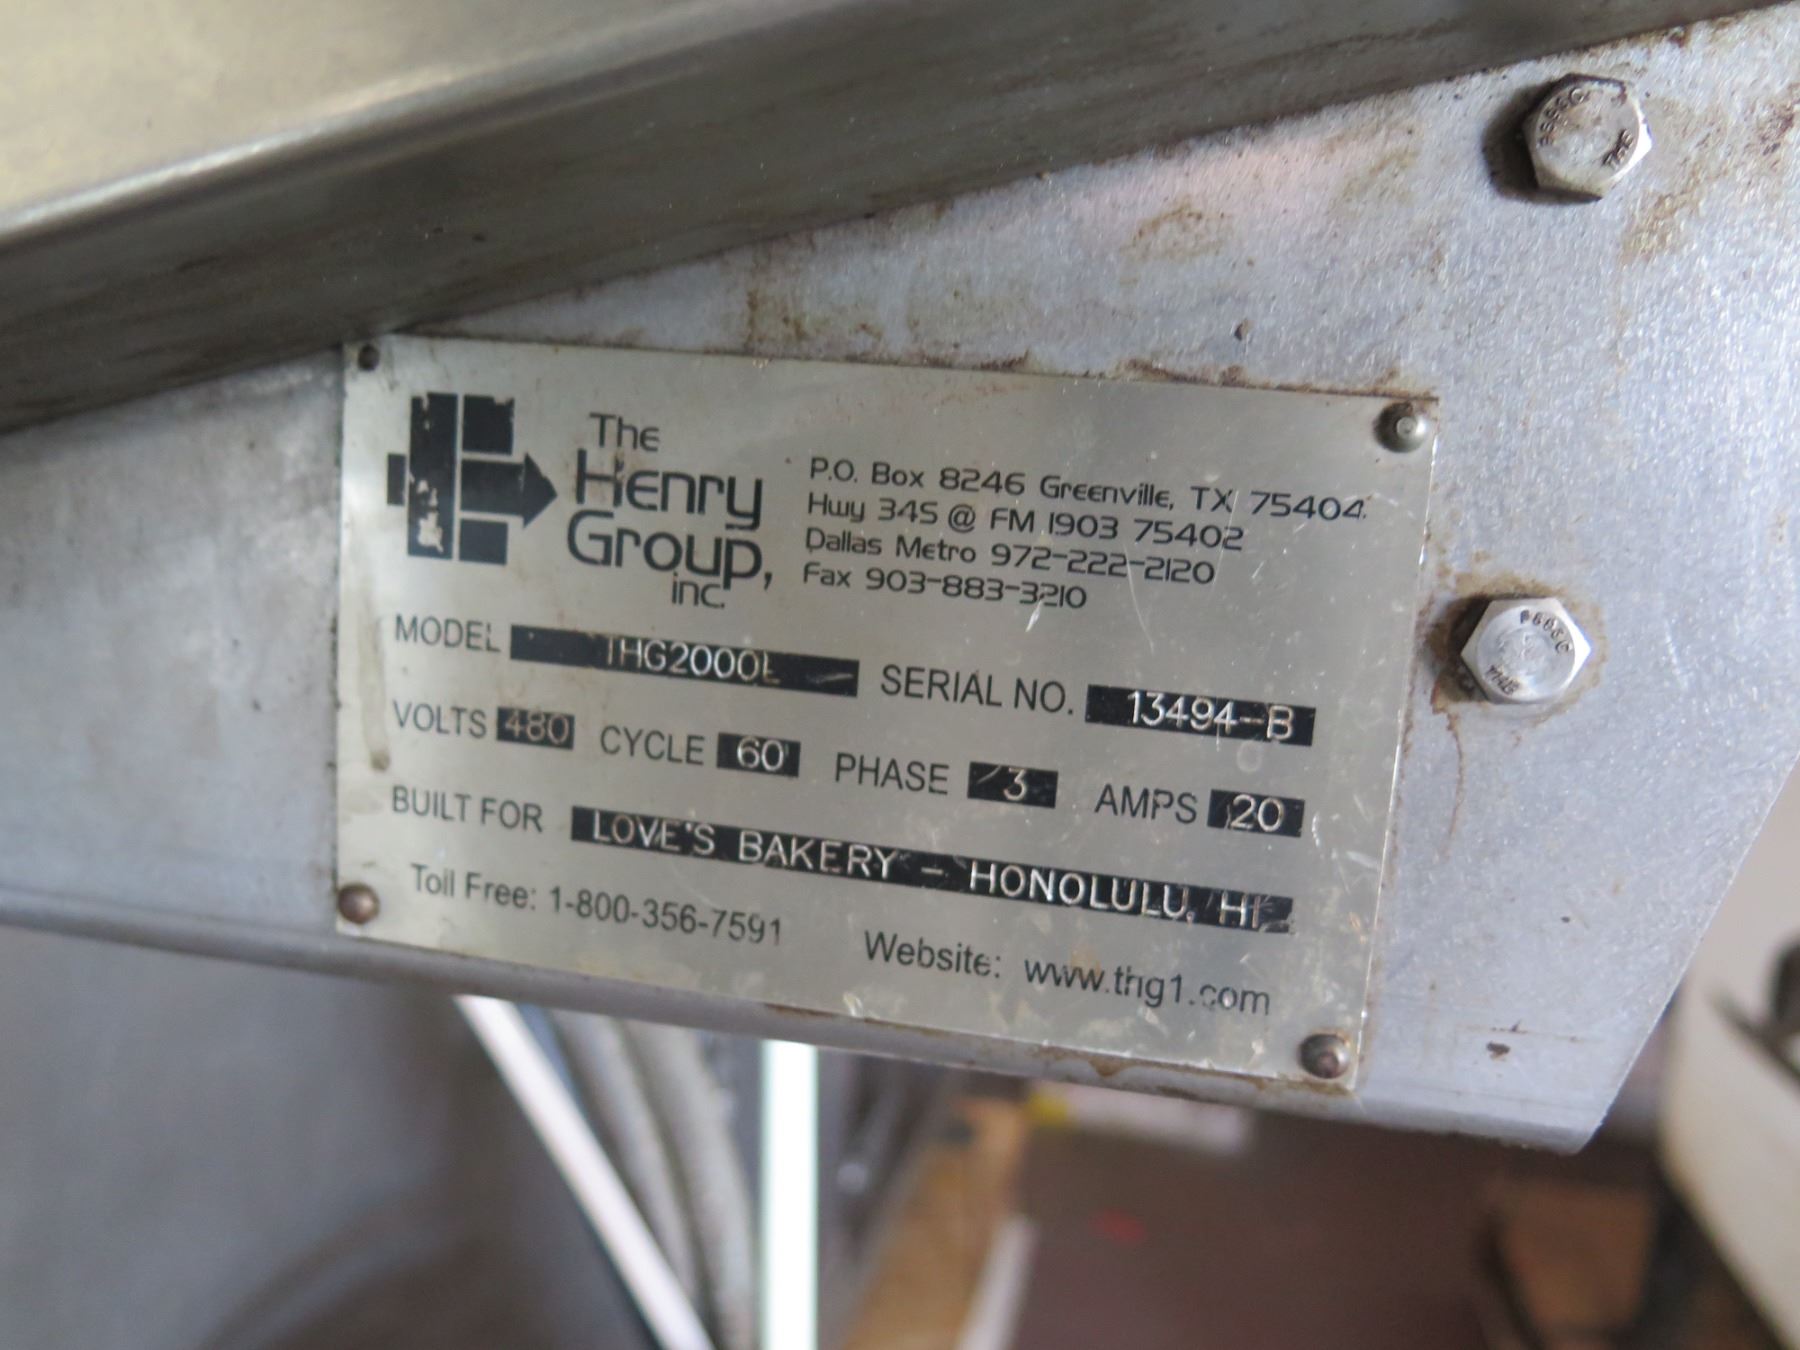 The
Henry
Group,
inc.
P.O. Box 8246 Greenville, TX 75404
Hwy 34S @ FM 1903 75402
Dallas Metro 972-222-2120
Fax 903-883-3210
MODEL THG2000L SERIAL NO. 13494-B
VOLTS 480 CYCLE 60 PHASE 3 AMPS 20
BUILT FOR LOVE'S BAKERY - HONOLULU, HI
Toll Free: 1-800-356-7591 Website: www.thg1.com
THE
THE